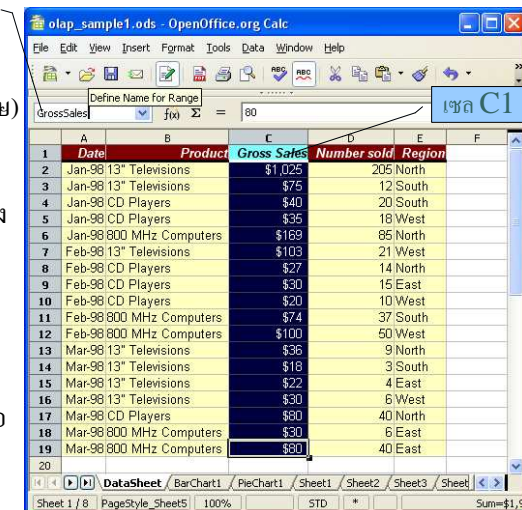 olap_sample1.ods - OpenOffice.org Calc
File Edit View Insert Format Tools Data Window Help
Define Name for Range
GrossSales f(x) Σ = 80
เซล C1
A B C D E F
1 Date Product Gross Sales Number sold Region
2 Jan-98 13" Televisions $1,025 205 North
3 Jan-98 13" Televisions $75 12 South
4 Jan-98 CD Players $40 20 South
5 Jan-98 CD Players $35 18 West
6 Jan-98 800 MHz Computers $169 85 North
7 Feb-98 13" Televisions $103 21 West
8 Feb-98 CD Players $27 14 North
9 Feb-98 CD Players $30 15 East
10 Feb-98 CD Players $20 10 West
11 Feb-98 800 MHz Computers $74 37 South
12 Feb-98 800 MHz Computers $100 50 West
13 Mar-98 13" Televisions $36 9 North
14 Mar-98 13" Televisions $18 3 South
15 Mar-98 13" Televisions $22 4 East
16 Mar-98 13" Televisions $30 6 West
17 Mar-98 CD Players $80 40 North
18 Mar-98 800 MHz Computers $30 6 East
19 Mar-98 800 MHz Computers $80 40 East
20
DataSheet BarChart1 PieChart1 Sheet1 Sheet2 Sheet3 Sheet
Sheet 1 / 8 PageStyle_Sheet5 100% STD * Sum=$1,9